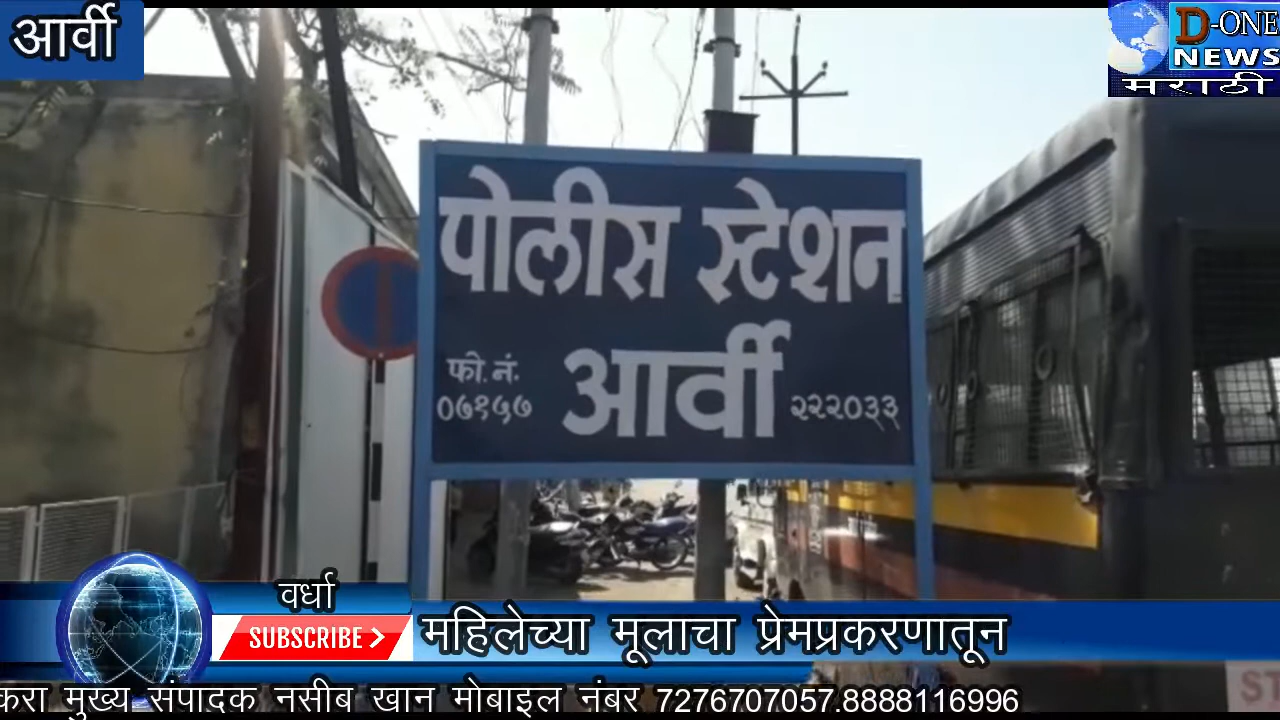 आर्वी
D-ONE
NEWS
मराठी
पोलीस स्टेशन
आर्वी
फो. नं.
०७१५७
२२२०३३
वर्धा
SUBSCRIBE
महिलेच्या मूलाचा प्रेमप्रकरणातून
करा मुख्य संपादक नसीब खान मोबाइल नंबर 7276707057.8888116996
ST